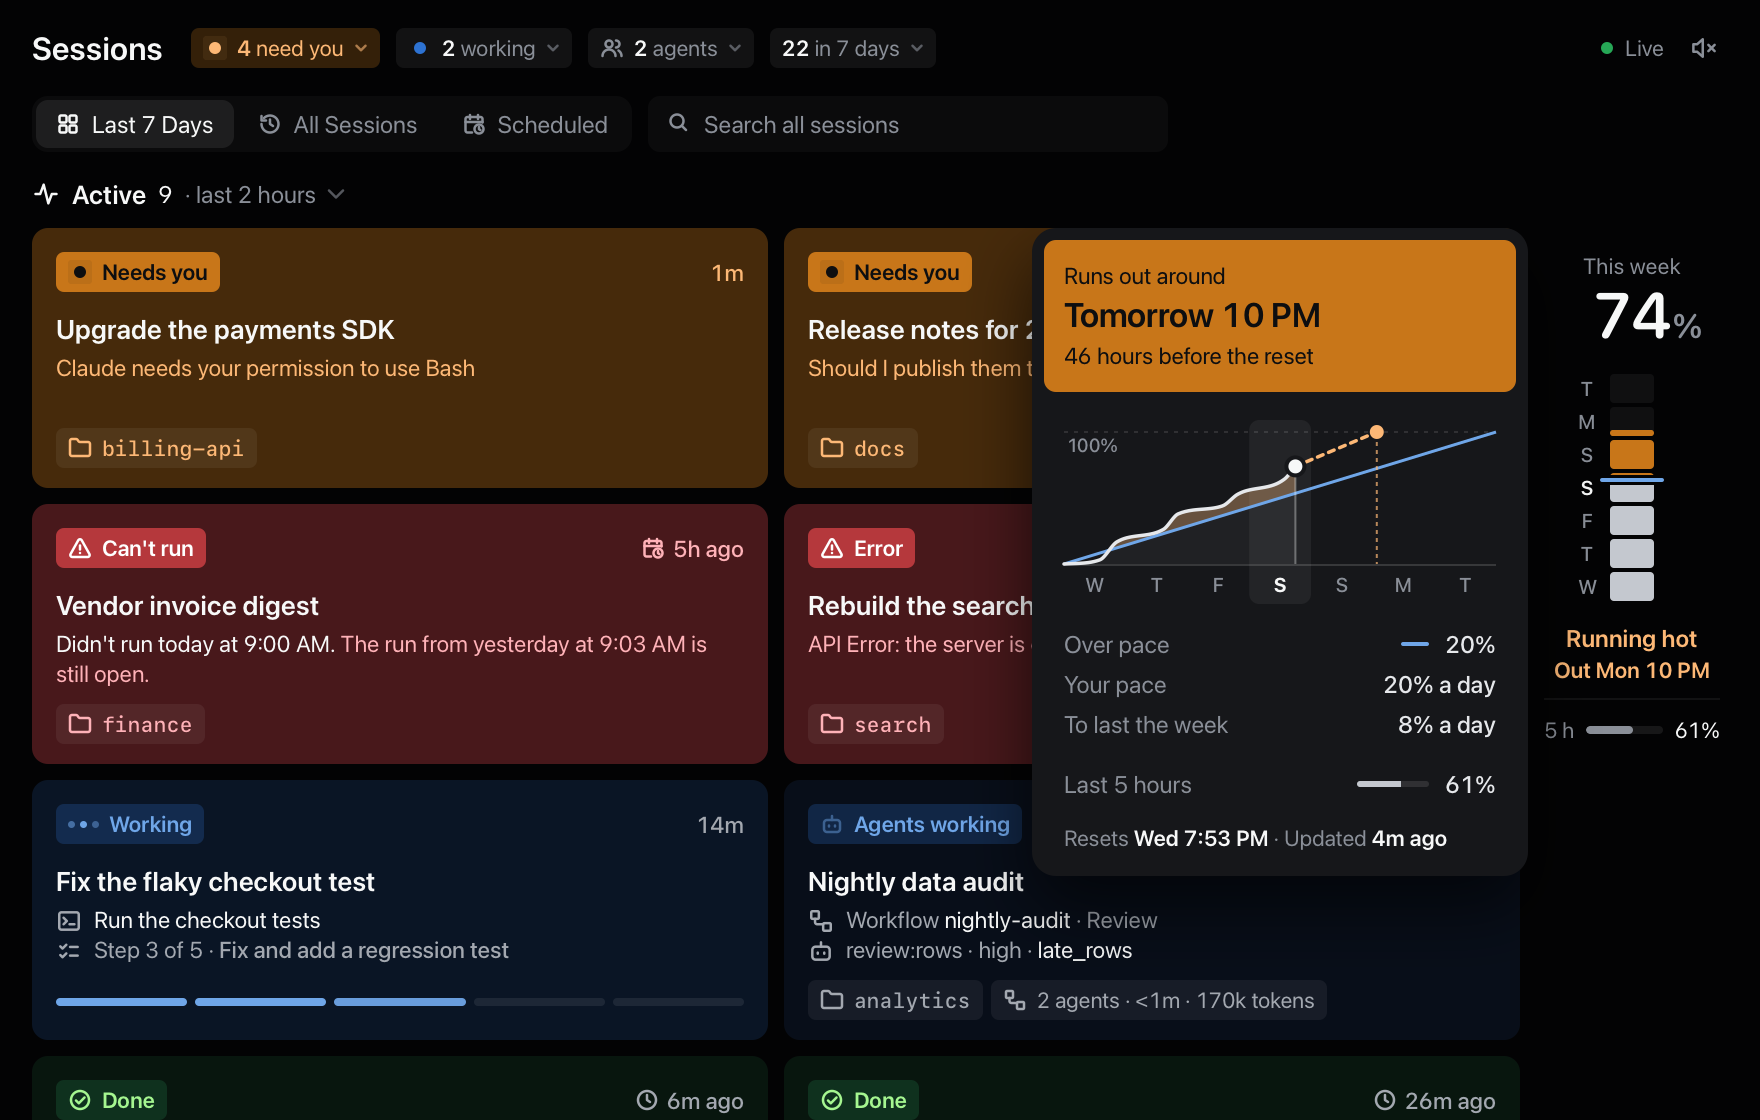 Sessions
4 need you
2 working
2 agents
22 in 7 days
Live
Last 7 Days
All Sessions
Scheduled
Search all sessions
Active 9 · last 2 hours
Needs you
1m
Upgrade the payments SDK
Claude needs your permission to use Bash
billing-api
Needs you
Release notes for
Should I publish them
docs
Runs out around
Tomorrow 10 PM
46 hours before the reset
100%
W T F S S M T
Over pace 20%
Your pace 20% a day
To last the week 8% a day
Last 5 hours 61%
Resets Wed 7:53 PM · Updated 4m ago
This week
74%
T
M
S
S
F
T
W
Running hot
Out Mon 10 PM
5 h 61%
Can't run
5h ago
Vendor invoice digest
Didn't run today at 9:00 AM. The run from yesterday at 9:03 AM is
still open.
finance
Error
Rebuild the search
API Error: the server is
search
Working
14m
Fix the flaky checkout test
Run the checkout tests
Step 3 of 5 · Fix and add a regression test
Agents working
Nightly data audit
Workflow nightly-audit · Review
review:rows · high · late_rows
analytics
2 agents · <1m · 170k tokens
Done
6m ago
Done
26m ago